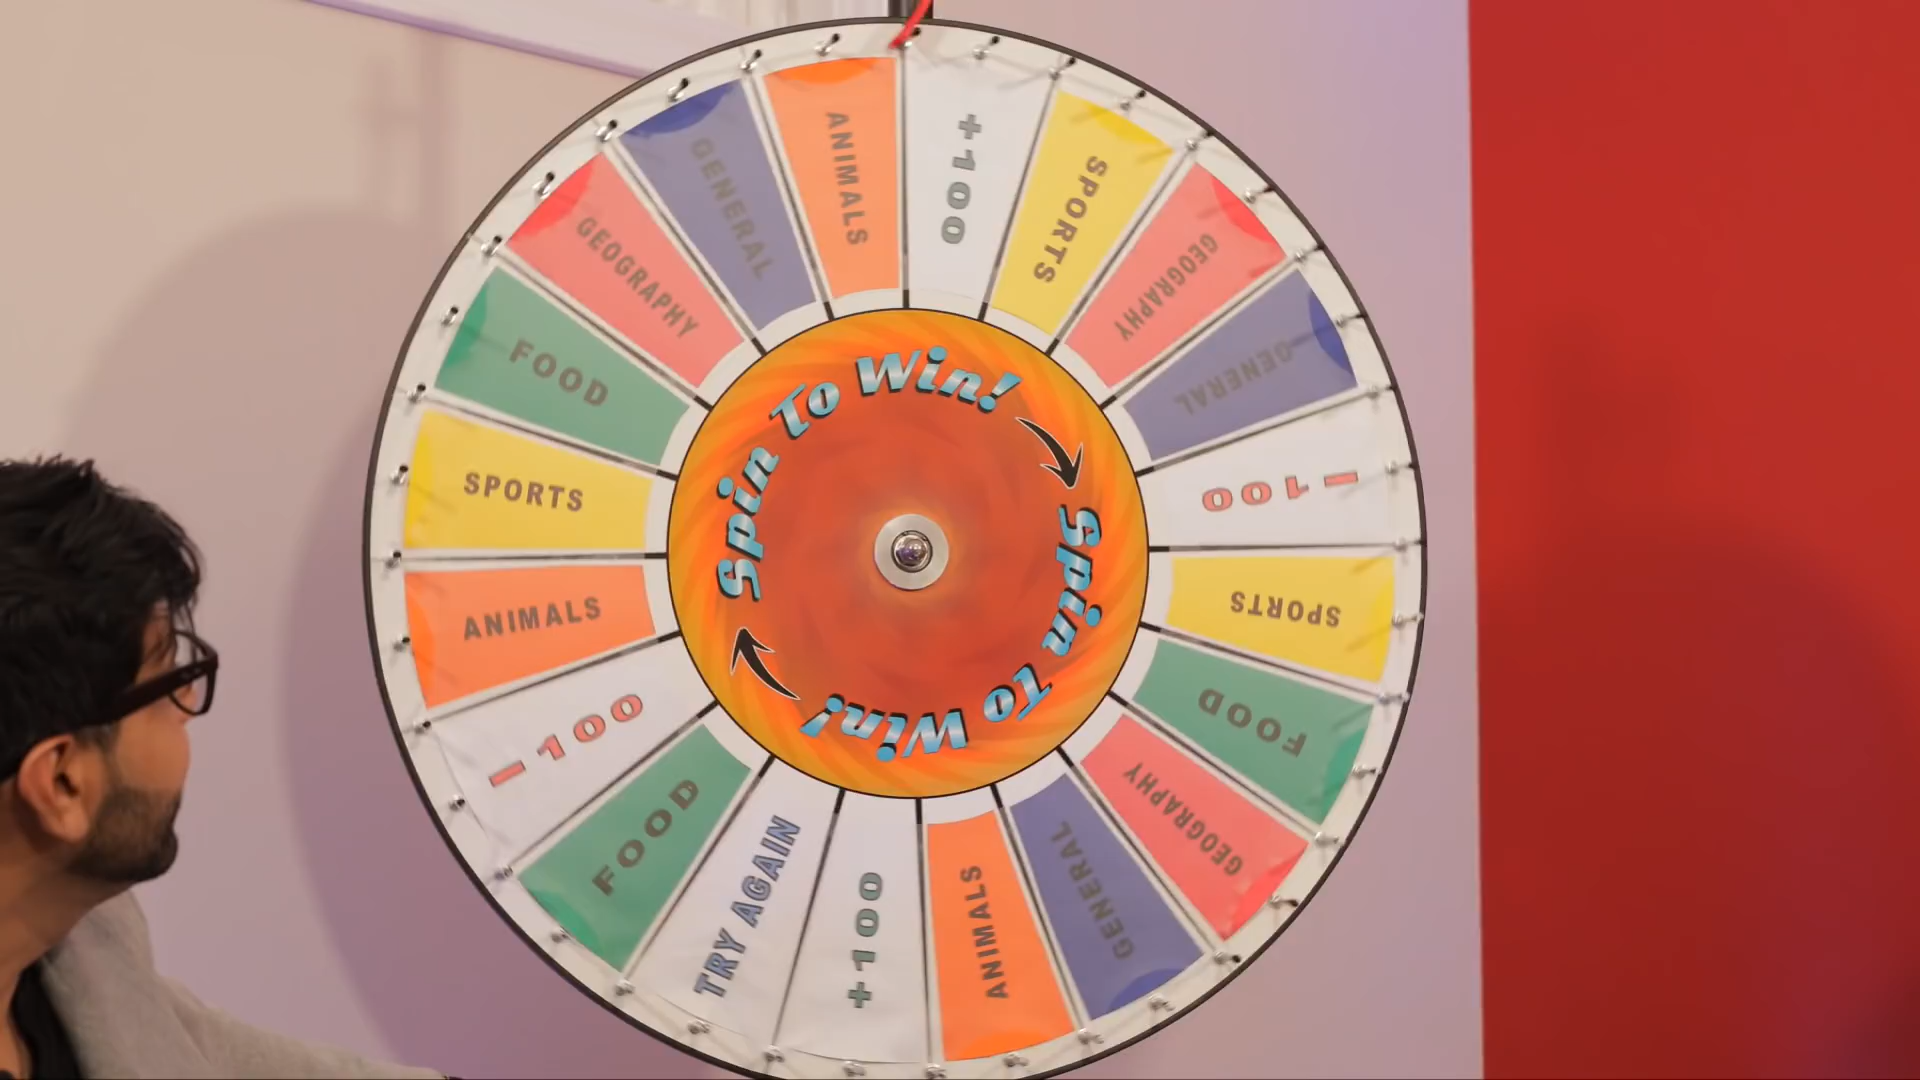 +100
SPORTS
GEOGRAPHY
GENERAL
-100
SPORTS
FOOD
GEOGRAPHY
GENERAL
ANIMALS
+100
TRY AGAIN
FOOD
-100
ANIMALS
SPORTS
FOOD
GEOGRAPHY
GENERAL
ANIMALS
Spin To Win!
Spin To Win!